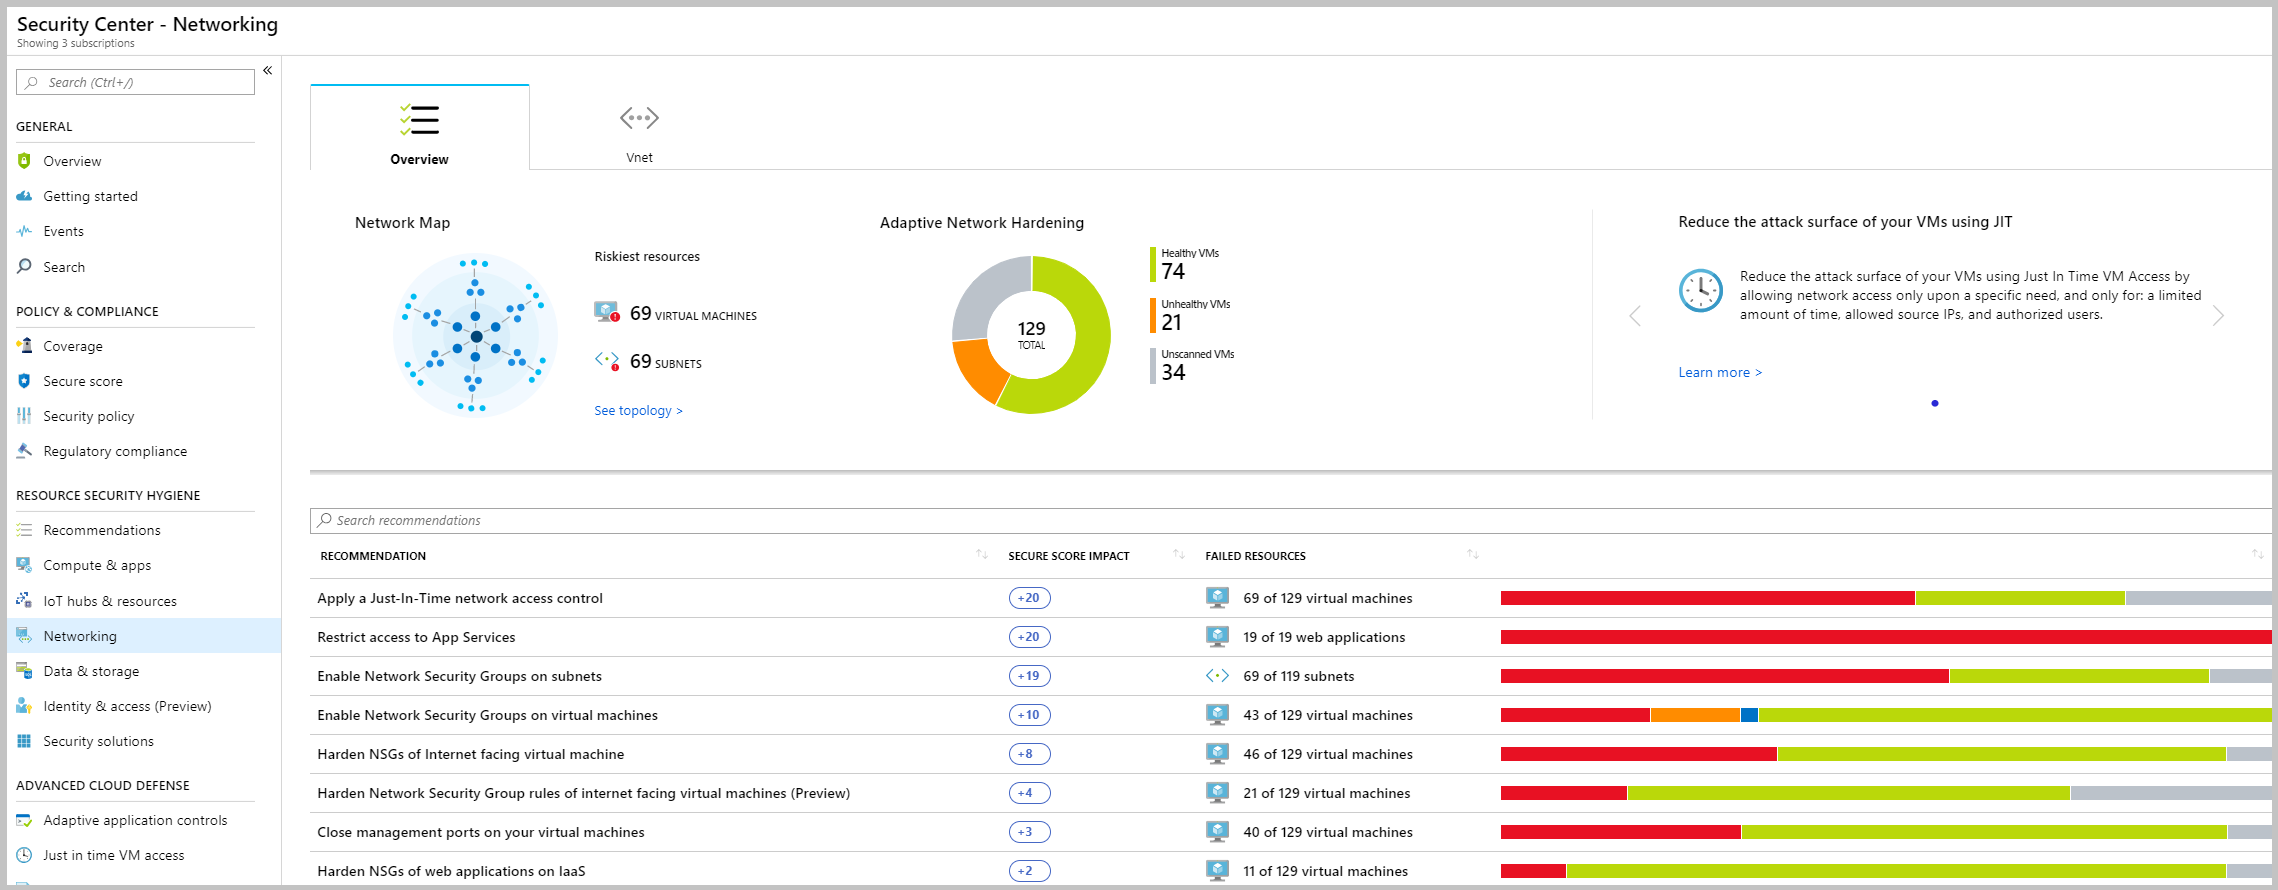 Security Center - Networking
Showing 3 subscriptions
Search (Ctrl+/)
«
GENERAL
Overview
Getting started
Events
Search
POLICY & COMPLIANCE
Coverage
Secure score
Security policy
Regulatory compliance
RESOURCE SECURITY HYGIENE
Recommendations
Compute & apps
IoT hubs & resources
Networking
Data & storage
Identity & access (Preview)
Security solutions
ADVANCED CLOUD DEFENSE
Adaptive application controls
Just in time VM access
Overview
Vnet
Network Map
Riskiest resources
69 VIRTUAL MACHINES
69 SUBNETS
See topology >
Adaptive Network Hardening
129
TOTAL
Healthy VMs
74
Unhealthy VMs
21
Unscanned VMs
34
Reduce the attack surface of your VMs using JIT
Reduce the attack surface of your VMs using Just In Time VM Access by
allowing network access only upon a specific need, and only for: a limited
amount of time, allowed source IPs, and authorized users.
Learn more >
Search recommendations
RECOMMENDATION SECURE SCORE IMPACT FAILED RESOURCES
Apply a Just-In-Time network access control +20 69 of 129 virtual machines
Restrict access to App Services +20 19 of 19 web applications
Enable Network Security Groups on subnets +19 69 of 119 subnets
Enable Network Security Groups on virtual machines +10 43 of 129 virtual machines
Harden NSGs of Internet facing virtual machine +8 46 of 129 virtual machines
Harden Network Security Group rules of internet facing virtual machines (Preview) +4 21 of 129 virtual machines
Close management ports on your virtual machines +3 40 of 129 virtual machines
Harden NSGs of web applications on IaaS +2 11 of 129 virtual machines